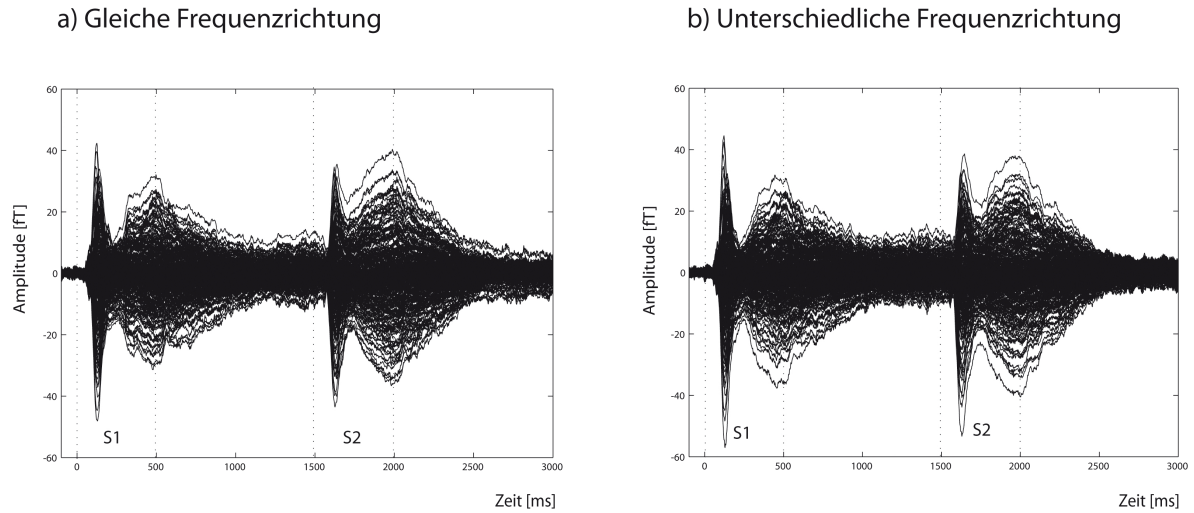 a) Gleiche Frequenzrichtung
60
40
20
0
-20
-40
-60
Amplitude [fT]
S1
S2
0 500 1000 1500 2000 2500 3000
Zeit [ms]
b) Unterschiedliche Frequenzrichtung
60
40
20
0
-20
-40
-60
Amplitude [fT]
S1
S2
0 500 1000 1500 2000 2500 3000
Zeit [ms]